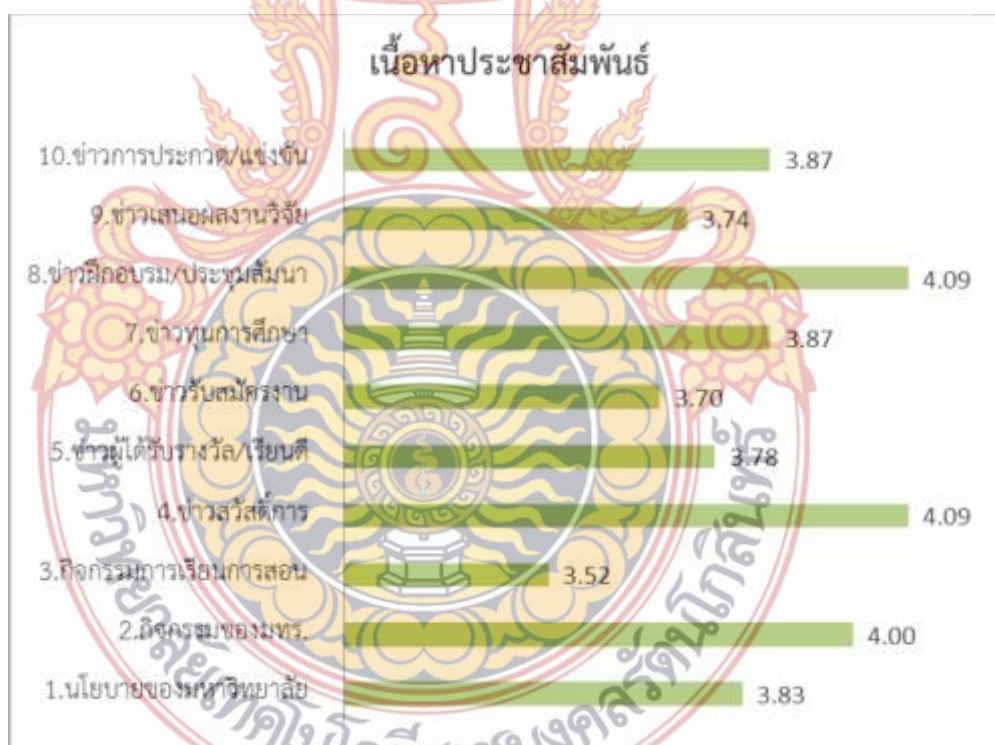 เนื้อหาประชาสัมพันธ์
10.ข่าวการประกวด/แข่งขัน 3.87
9.ข่าวเสนอผลงานวิจัย 3.74
8.ข่าวฝึกอบรม/ประชุมสัมนา 4.09
7.ข่าวทุนการศึกษา 3.87
6.ข่าวรับสมัครงาน 3.70
5.ข่าวผู้ได้รับรางวัล/เรียนดี 3.78
4.ข่าวสวัสดิ์การ 4.09
3.กิจกรรมการเรียนการสอน 3.52
2.กิจกรรมของมทร. 4.00
1.นโยบายของมหาวิทยาลัย 3.83